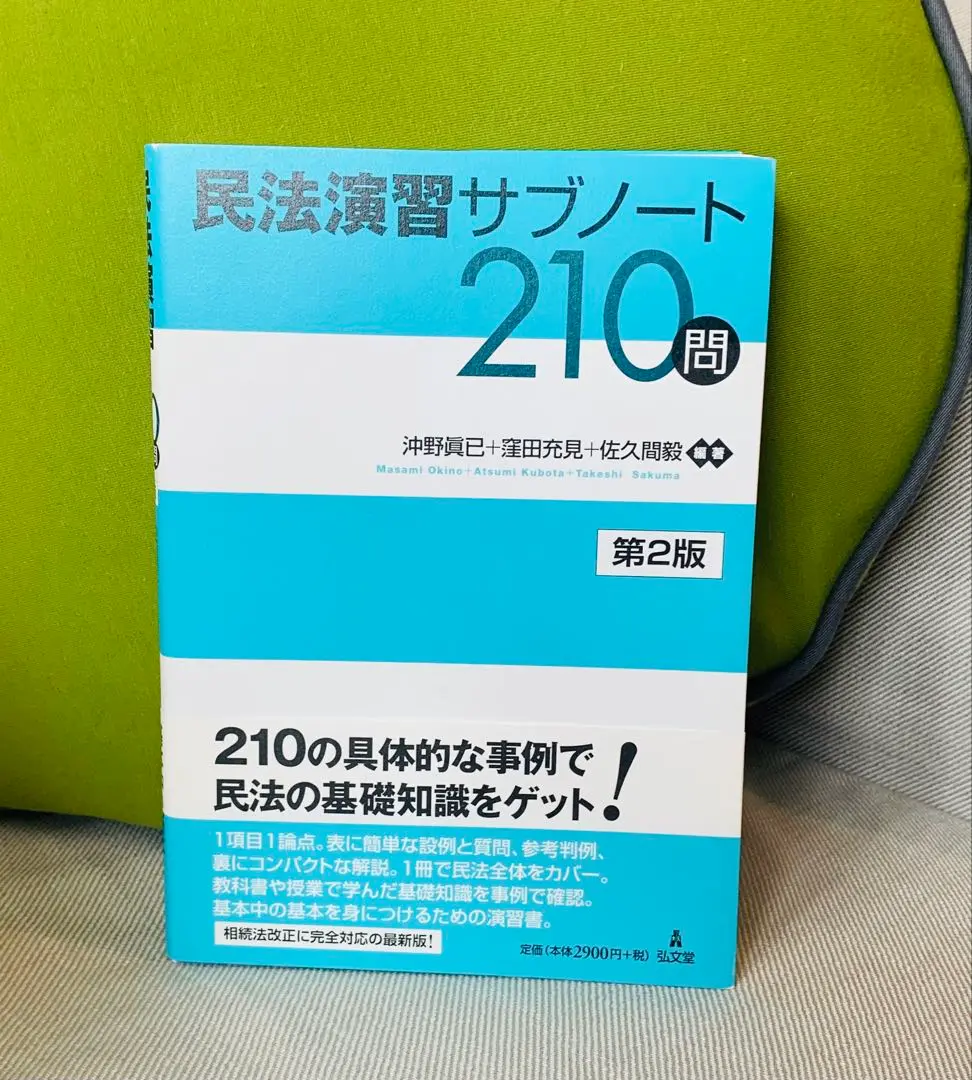 民法演習サブノート
210問
沖野眞已+窪田充見+佐久間毅 編著
Masami Okino+Atsumi Kubota+Takeshi Sakuma
第2版
210の具体的な事例で
民法の基礎知識をゲット!
1項目1論点。表に簡単な設例と質問、参考判例、
裏にコンパクトな解説。1冊で民法全体をカバー。
教科書や授業で学んだ基礎知識を事例で確認。
基本中の基本を身につけるための演習書。
相続法改正に完全対応の最新版!
定価(本体2900円+税) 弘文堂